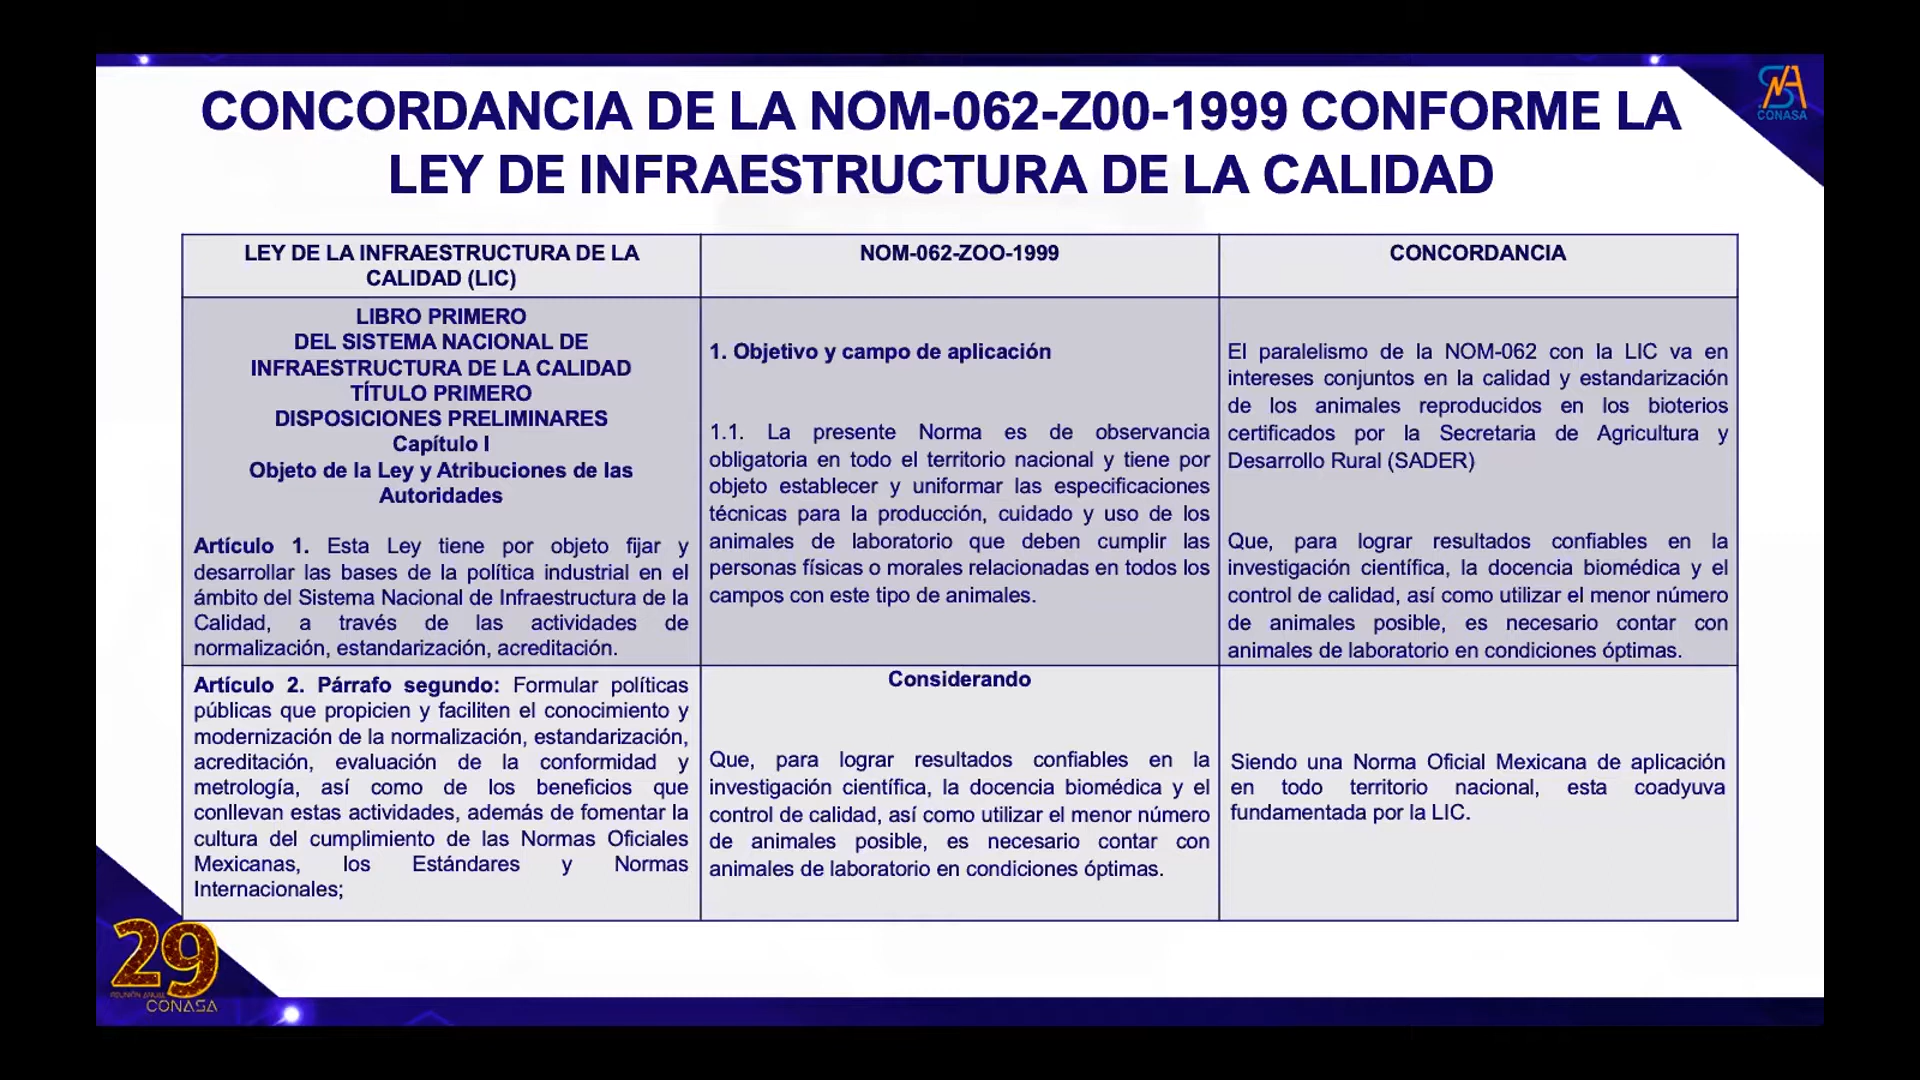 CONCORDANCIA DE LA NOM-062-Z00-1999 CONFORME LA
LEY DE INFRAESTRUCTURA DE LA CALIDAD
CONASA
LEY DE LA INFRAESTRUCTURA DE LA
CALIDAD (LIC)
NOM-062-ZOO-1999
CONCORDANCIA
LIBRO PRIMERO
DEL SISTEMA NACIONAL DE
INFRAESTRUCTURA DE LA CALIDAD
TÍTULO PRIMERO
DISPOSICIONES PRELIMINARES
Capítulo I
Objeto de la Ley y Atribuciones de las
Autoridades
Artículo 1. Esta Ley tiene por objeto fijar y
desarrollar las bases de la política industrial en el
ámbito del Sistema Nacional de Infraestructura de la
Calidad, a través de las actividades de
normalización, estandarización, acreditación.
1. Objetivo y campo de aplicación
1.1. La presente Norma es de observancia
obligatoria en todo el territorio nacional y tiene por
objeto establecer y uniformar las especificaciones
técnicas para la producción, cuidado y uso de los
animales de laboratorio que deben cumplir las
personas físicas o morales relacionadas en todos los
campos con este tipo de animales.
El paralelismo de la NOM-062 con la LIC va en
intereses conjuntos en la calidad y estandarización
de los animales reproducidos en los bioterios
certificados por la Secretaria de Agricultura y
Desarrollo Rural (SADER)
Que, para lograr resultados confiables en la
investigación científica, la docencia biomédica y el
control de calidad, así como utilizar el menor número
de animales posible, es necesario contar con
animales de laboratorio en condiciones óptimas.
Artículo 2. Párrafo segundo: Formular políticas
públicas que propicien y faciliten el conocimiento y
modernización de la normalización, estandarización,
acreditación, evaluación de la conformidad y
metrología, así como de los beneficios que
conllevan estas actividades, además de fomentar la
cultura del cumplimiento de las Normas Oficiales
Mexicanas, los Estándares y Normas
Internacionales;
Considerando
Que, para lograr resultados confiables en la
investigación científica, la docencia biomédica y el
control de calidad, así como utilizar el menor número
de animales posible, es necesario contar con
animales de laboratorio en condiciones óptimas.
Siendo una Norma Oficial Mexicana de aplicación
en todo territorio nacional, esta coadyuva
fundamentada por la LIC.
29
REUNIÓN ANUAL
CONASA